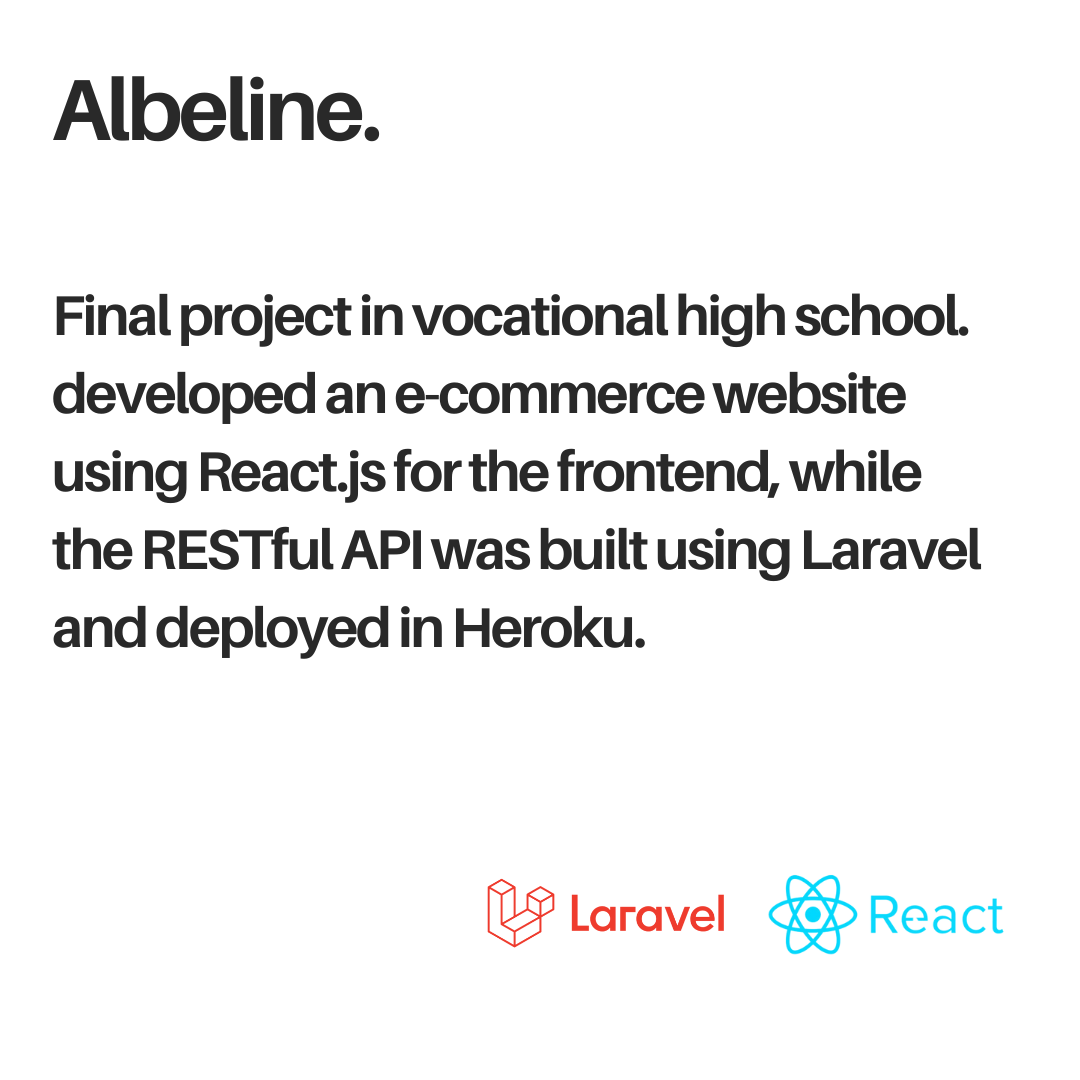 Albeline.
Final project in vocational high school.
developed an e-commerce website
using React.js for the frontend, while
the RESTful API was built using Laravel
and deployed in Heroku.
Laravel React